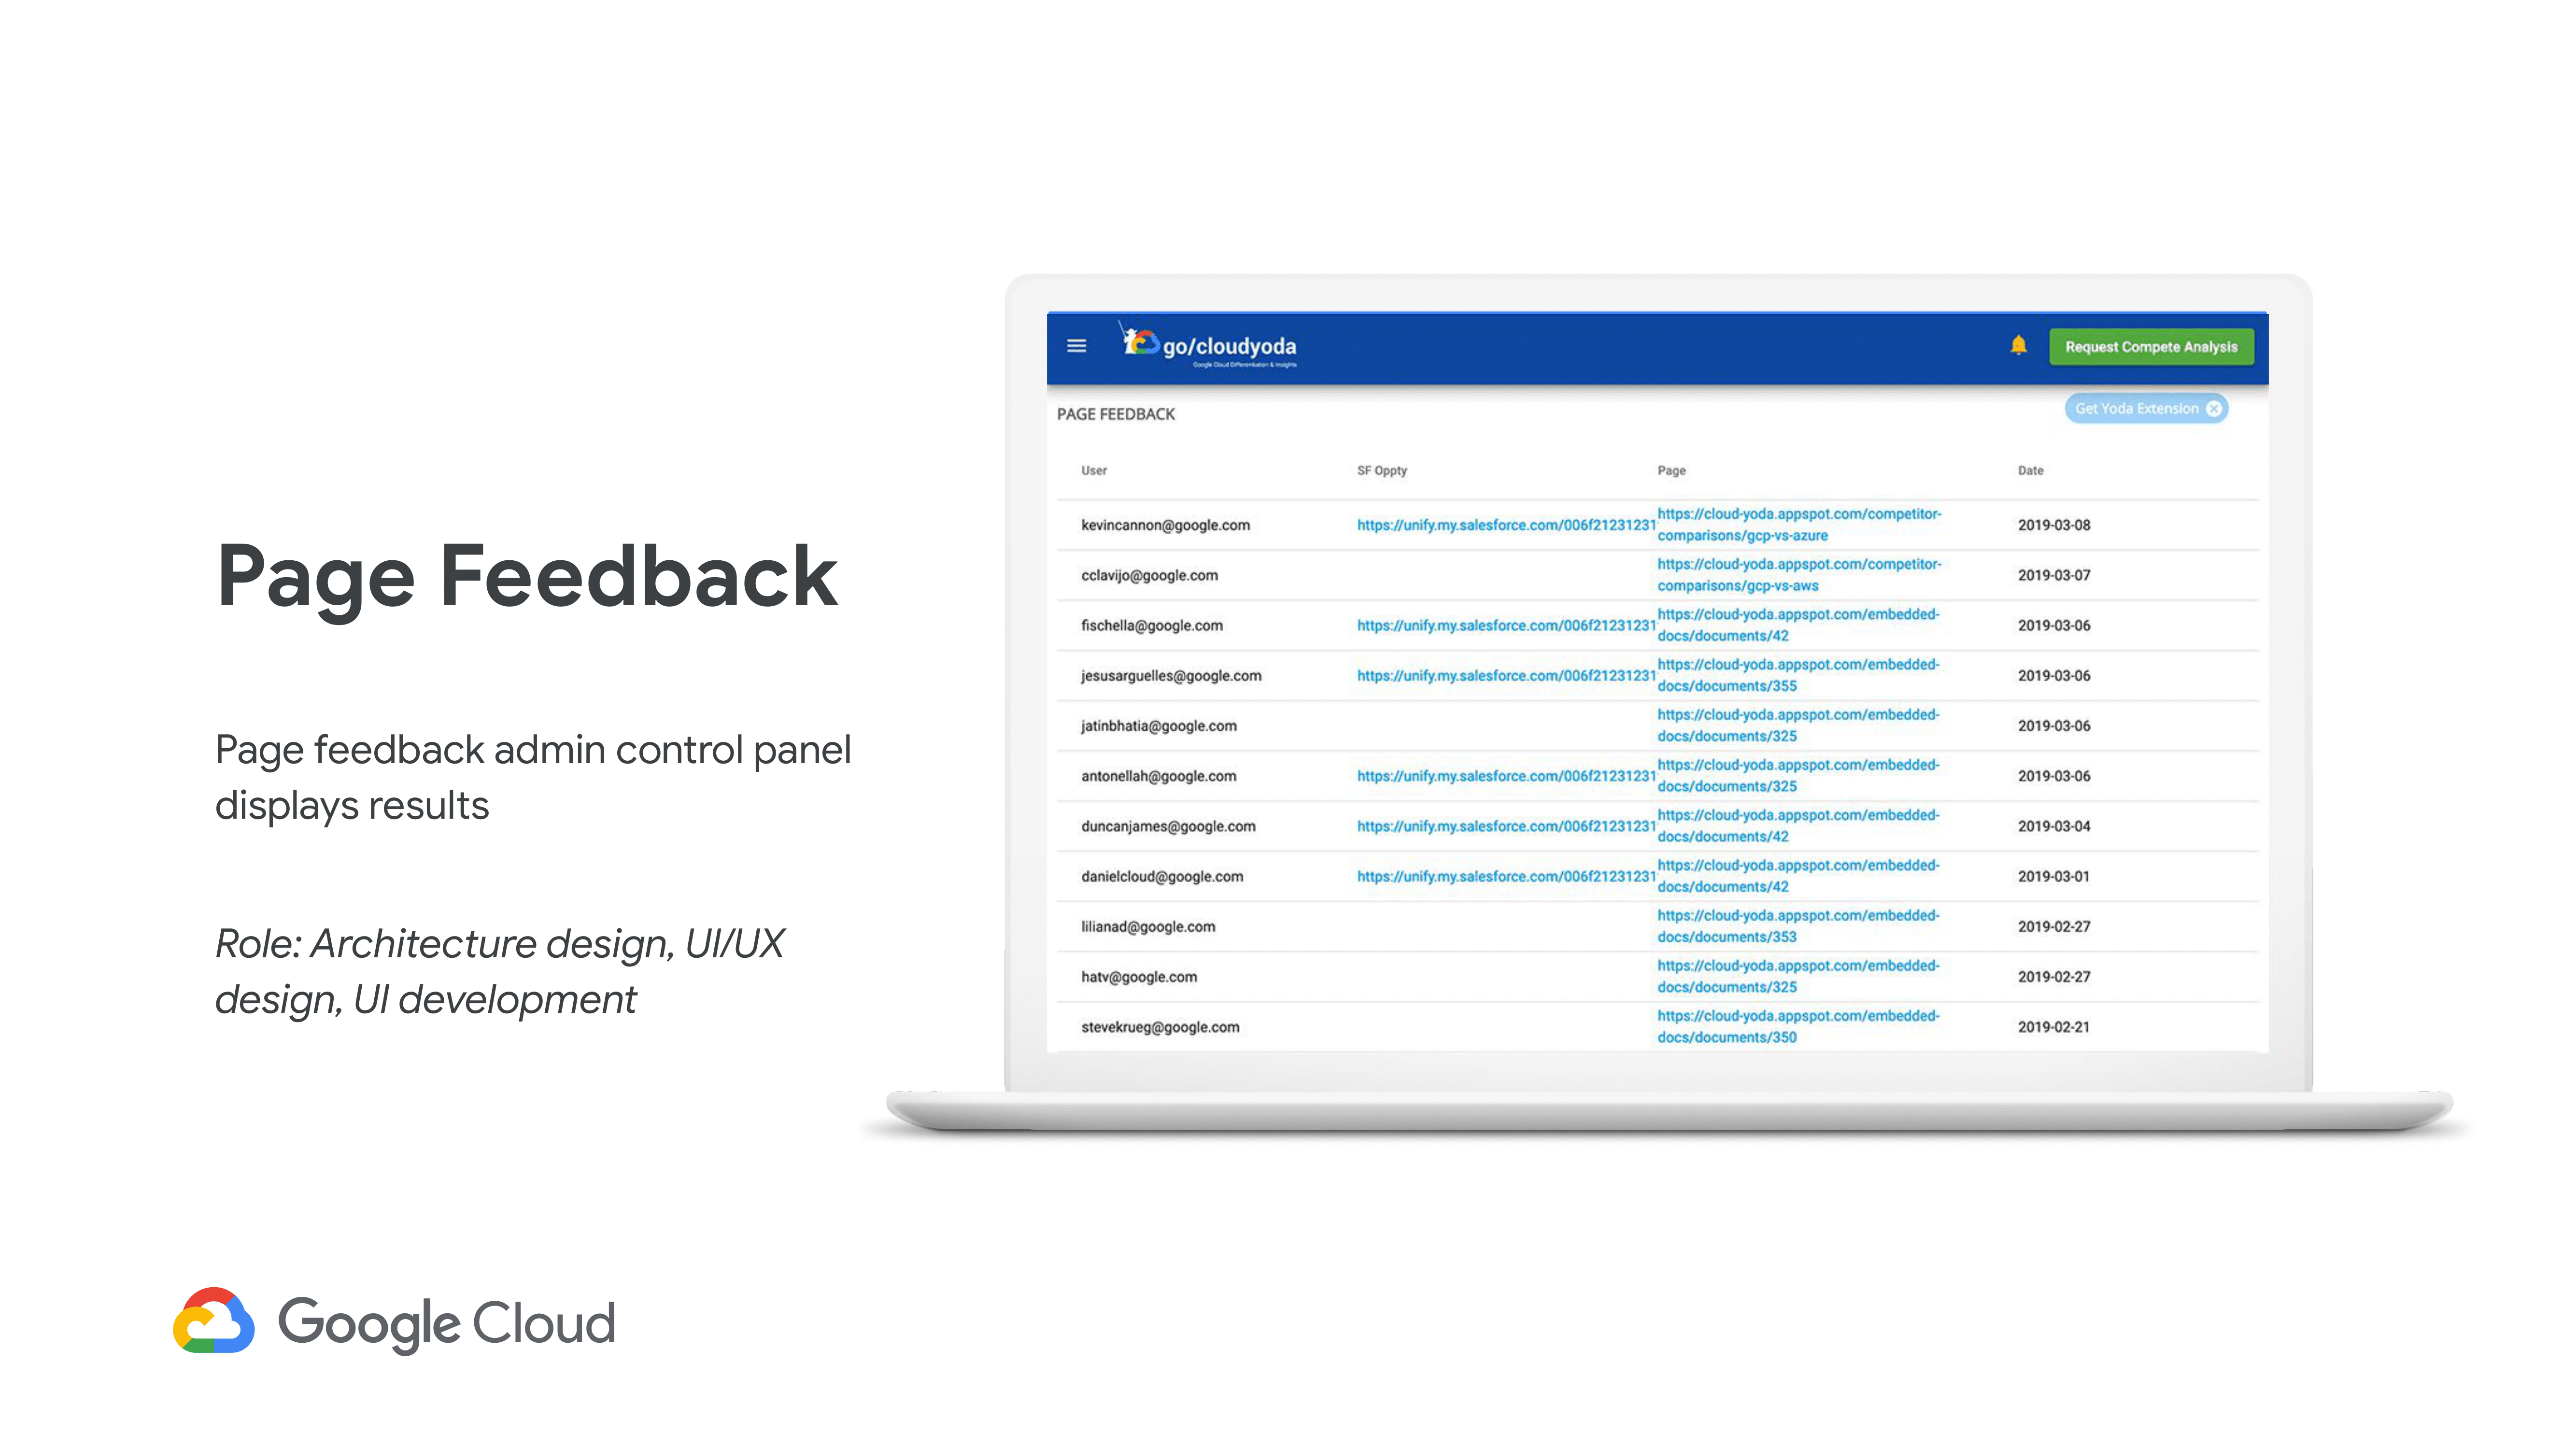 Page Feedback
Page feedback admin control panel
displays results
Role: Architecture design, UI/UX
design, UI development
Google Cloud
go/cloudyoda
Google Cloud Differentiation & Insights
Request Compete Analysis
PAGE FEEDBACK
Get Yoda Extension
User SF Oppty Page Date
kevincannon@google.com https://unify.my.salesforce.com/006f21231231 https://cloud-yoda.appspot.com/competitor-
comparisons/gcp-vs-azure 2019-03-08
cclavijo@google.com https://cloud-yoda.appspot.com/competitor-
comparisons/gcp-vs-aws 2019-03-07
fischella@google.com https://unify.my.salesforce.com/006f21231231 https://cloud-yoda.appspot.com/embedded-
docs/documents/42 2019-03-06
jesusarguelles@google.com https://unify.my.salesforce.com/006f21231231 https://cloud-yoda.appspot.com/embedded-
docs/documents/355 2019-03-06
jatinbhatia@google.com https://cloud-yoda.appspot.com/embedded-
docs/documents/325 2019-03-06
antonellah@google.com https://unify.my.salesforce.com/006f21231231 https://cloud-yoda.appspot.com/embedded-
docs/documents/325 2019-03-06
duncanjames@google.com https://unify.my.salesforce.com/006f21231231 https://cloud-yoda.appspot.com/embedded-
docs/documents/42 2019-03-04
danielcloud@google.com https://unify.my.salesforce.com/006f21231231 https://cloud-yoda.appspot.com/embedded-
docs/documents/42 2019-03-01
lilianad@google.com https://cloud-yoda.appspot.com/embedded-
docs/documents/353 2019-02-27
hatv@google.com https://cloud-yoda.appspot.com/embedded-
docs/documents/325 2019-02-27
stevekrueg@google.com https://cloud-yoda.appspot.com/embedded-
docs/documents/350 2019-02-21